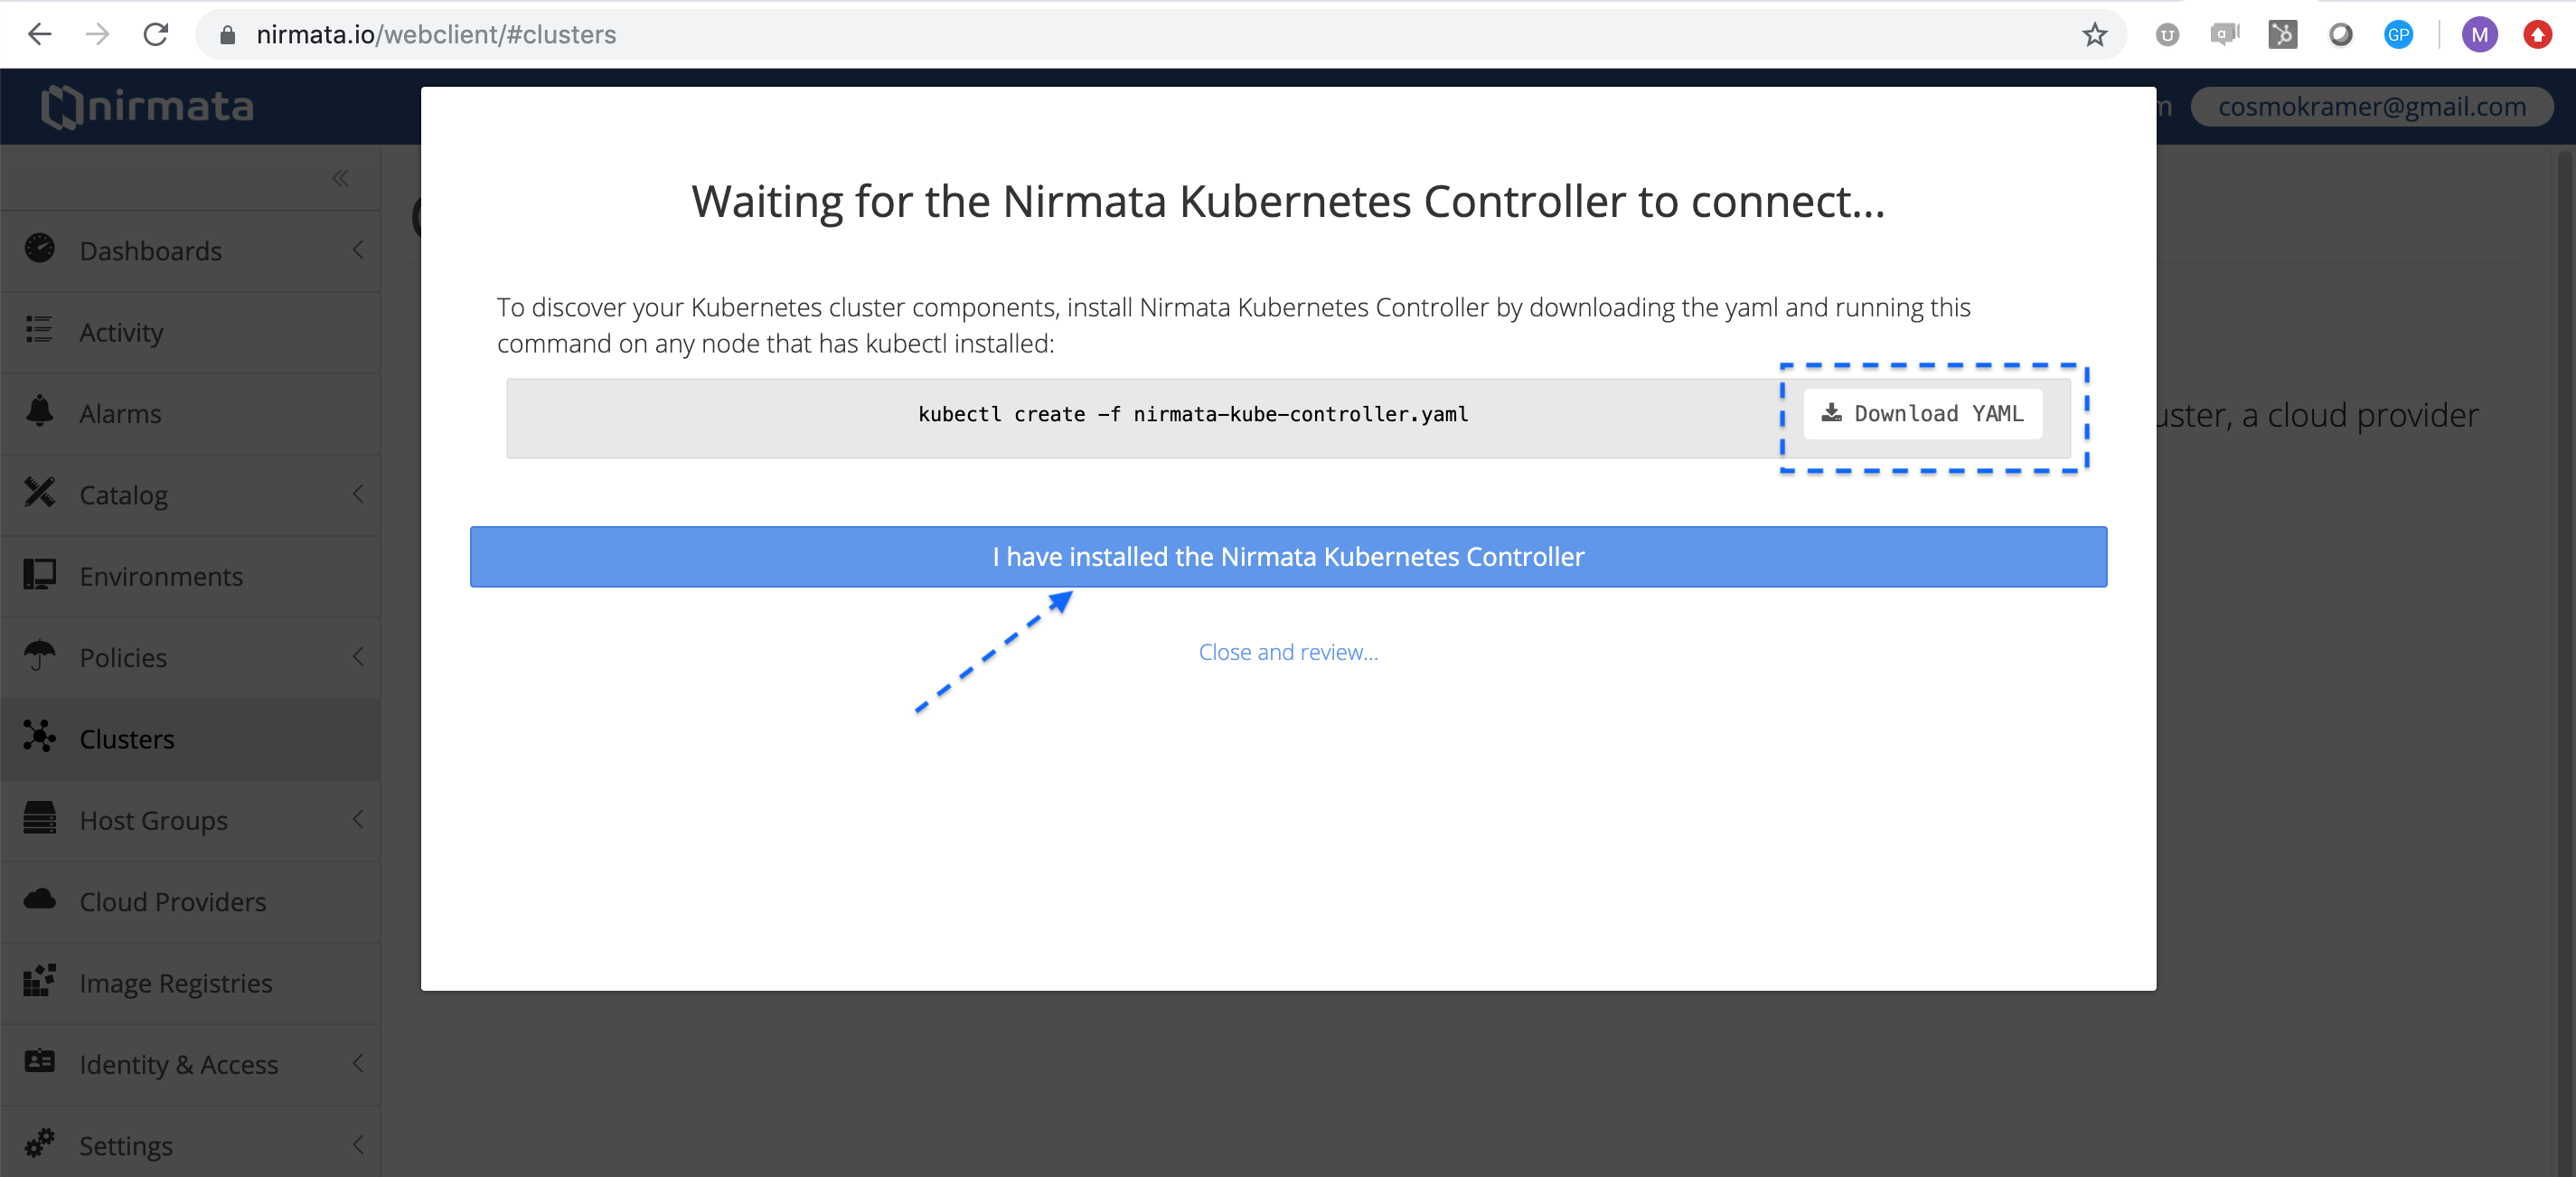 nirmata.io/webclient/#clusters
U
a
GP
M
nirmata
m
cosmokramer@gmail.com
Waiting for the Nirmata Kubernetes Controller to connect...
To discover your Kubernetes cluster components, install Nirmata Kubernetes Controller by downloading the yaml and running this
command on any node that has kubectl installed:
kubectl create -f nirmata-kube-controller.yaml
Download YAML
uster, a cloud provider
I have installed the Nirmata Kubernetes Controller
Close and review...
Dashboards
Activity
Alarms
Catalog
Environments
Policies
Clusters
Host Groups
Cloud Providers
Image Registries
Identity & Access
Settings